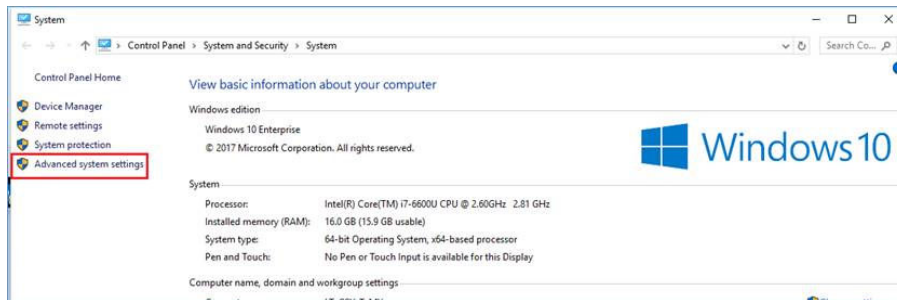 System
Control Panel > System and Security > System
Search Co...
Control Panel Home
Device Manager
Remote settings
System protection
Advanced system settings
View basic information about your computer
Windows edition
Windows 10 Enterprise
© 2017 Microsoft Corporation. All rights reserved.
Windows 10
System
Processor: Intel(R) Core(TM) i7-6600U CPU @ 2.60GHz 2.81 GHz
Installed memory (RAM): 16.0 GB (15.9 GB usable)
System type: 64-bit Operating System, x64-based processor
Pen and Touch: No Pen or Touch Input is available for this Display
Computer name, domain and workgroup settings